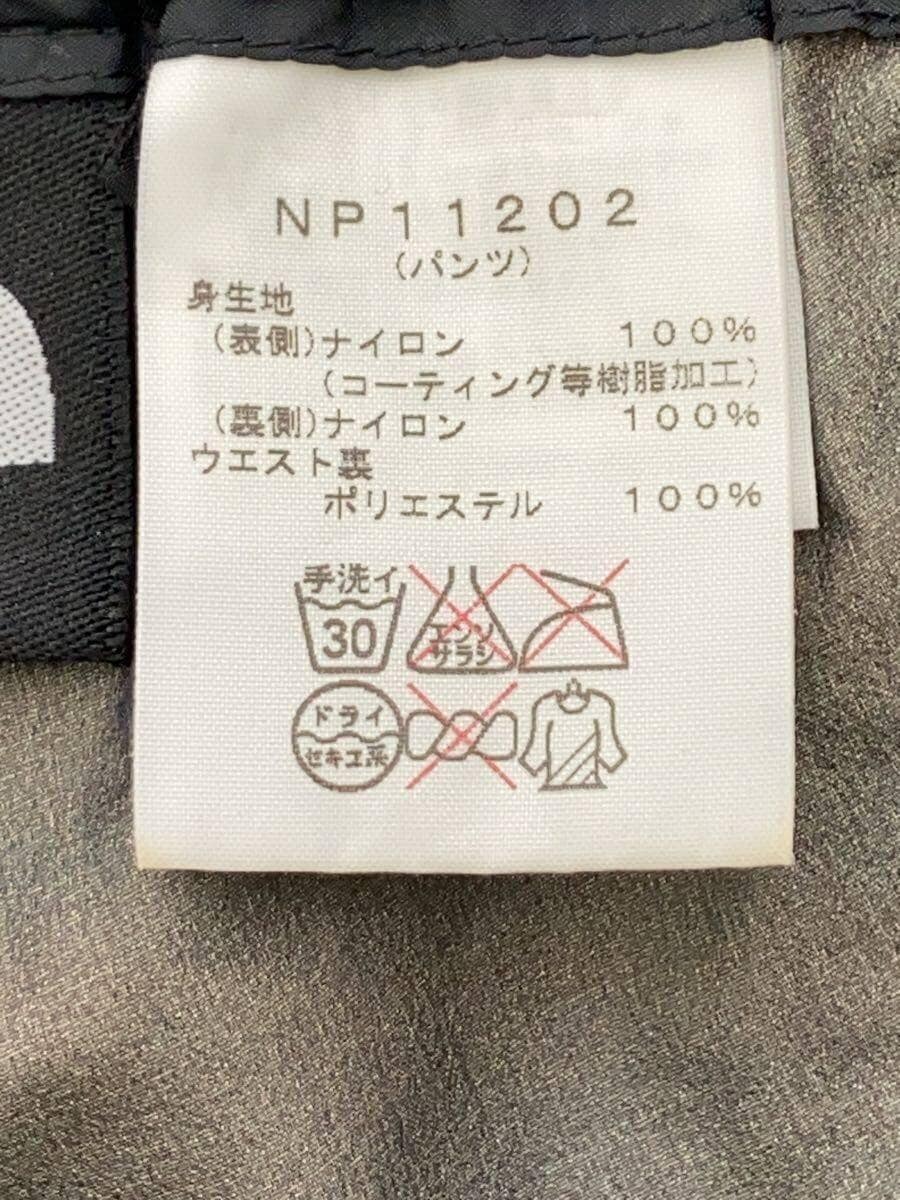 NP11202
(パンツ)
身生地
(表側)ナイロン 100%
(コーティング等樹脂加工)
(裏側)ナイロン 100%
ウエスト裏
ポリエステル 100%
手洗イ
30
エンソ
サラシ
ドライ
セキユ系